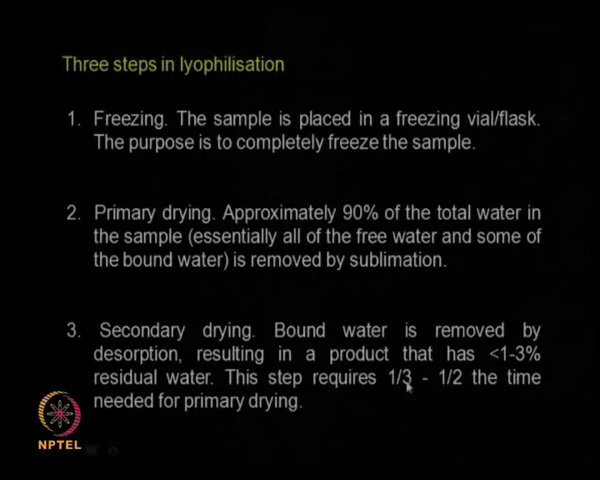 Three steps in lyophilisation
1. Freezing. The sample is placed in a freezing vial/flask.
The purpose is to completely freeze the sample.
2. Primary drying. Approximately 90% of the total water in
the sample (essentially all of the free water and some of
the bound water) is removed by sublimation.
3. Secondary drying. Bound water is removed by
desorption, resulting in a product that has <1-3%
residual water. This step requires 1/3 - 1/2 the time
needed for primary drying.
NPTEL